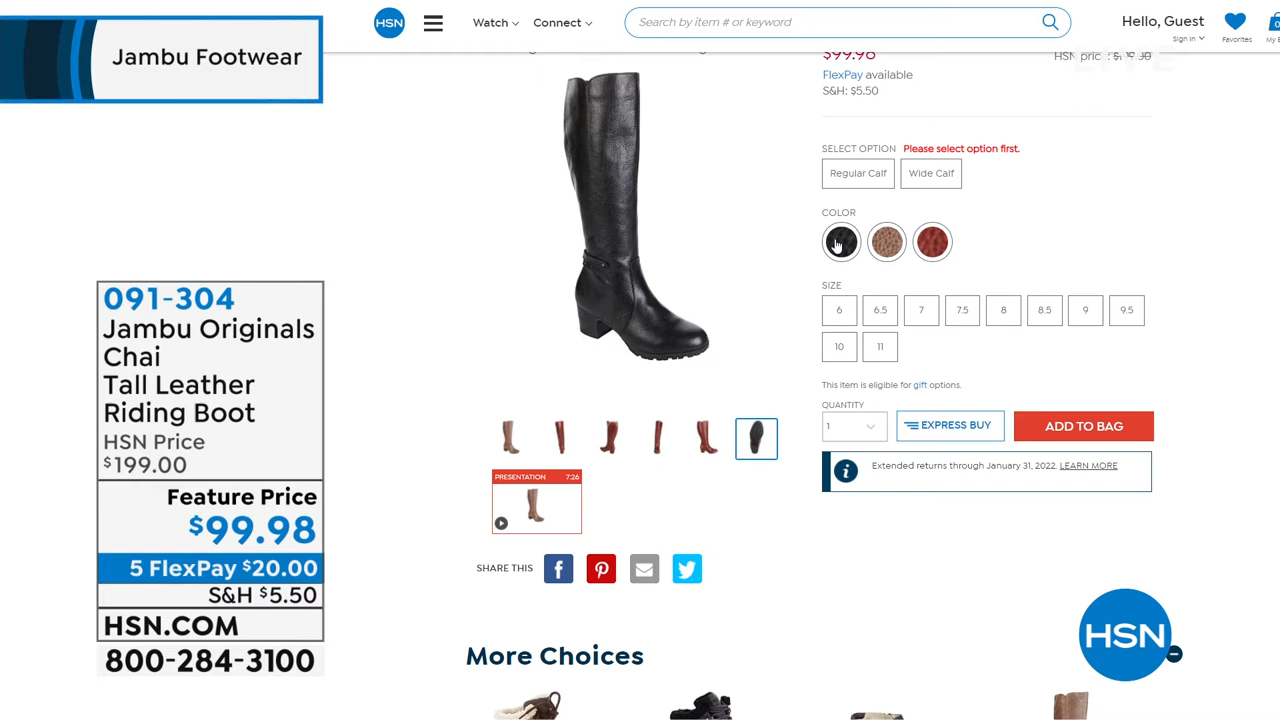 Jambu Footwear
091-304
Jambu Originals
Chai
Tall Leather
Riding Boot
HSN Price
$199.00
Feature Price
$99.98
5 FlexPay $20.00
S&H $5.50
HSN.COM
800-284-3100
HSN
Watch
Connect
Search by item # or keyword
Hello, Guest
Sign In
Favorites
$99.98
HSN price:
FlexPay available
S&H: $5.50
SELECT OPTION Please select option first.
Regular Calf Wide Calf
COLOR
SIZE
6 6.5 7 7.5 8 8.5 9 9.5
10 11
This item is eligible for gift options.
QUANTITY
1 EXPRESS BUY ADD TO BAG
Extended returns through January 31, 2022. LEARN MORE
PRESENTATION 7:26
SHARE THIS
More Choices
HSN